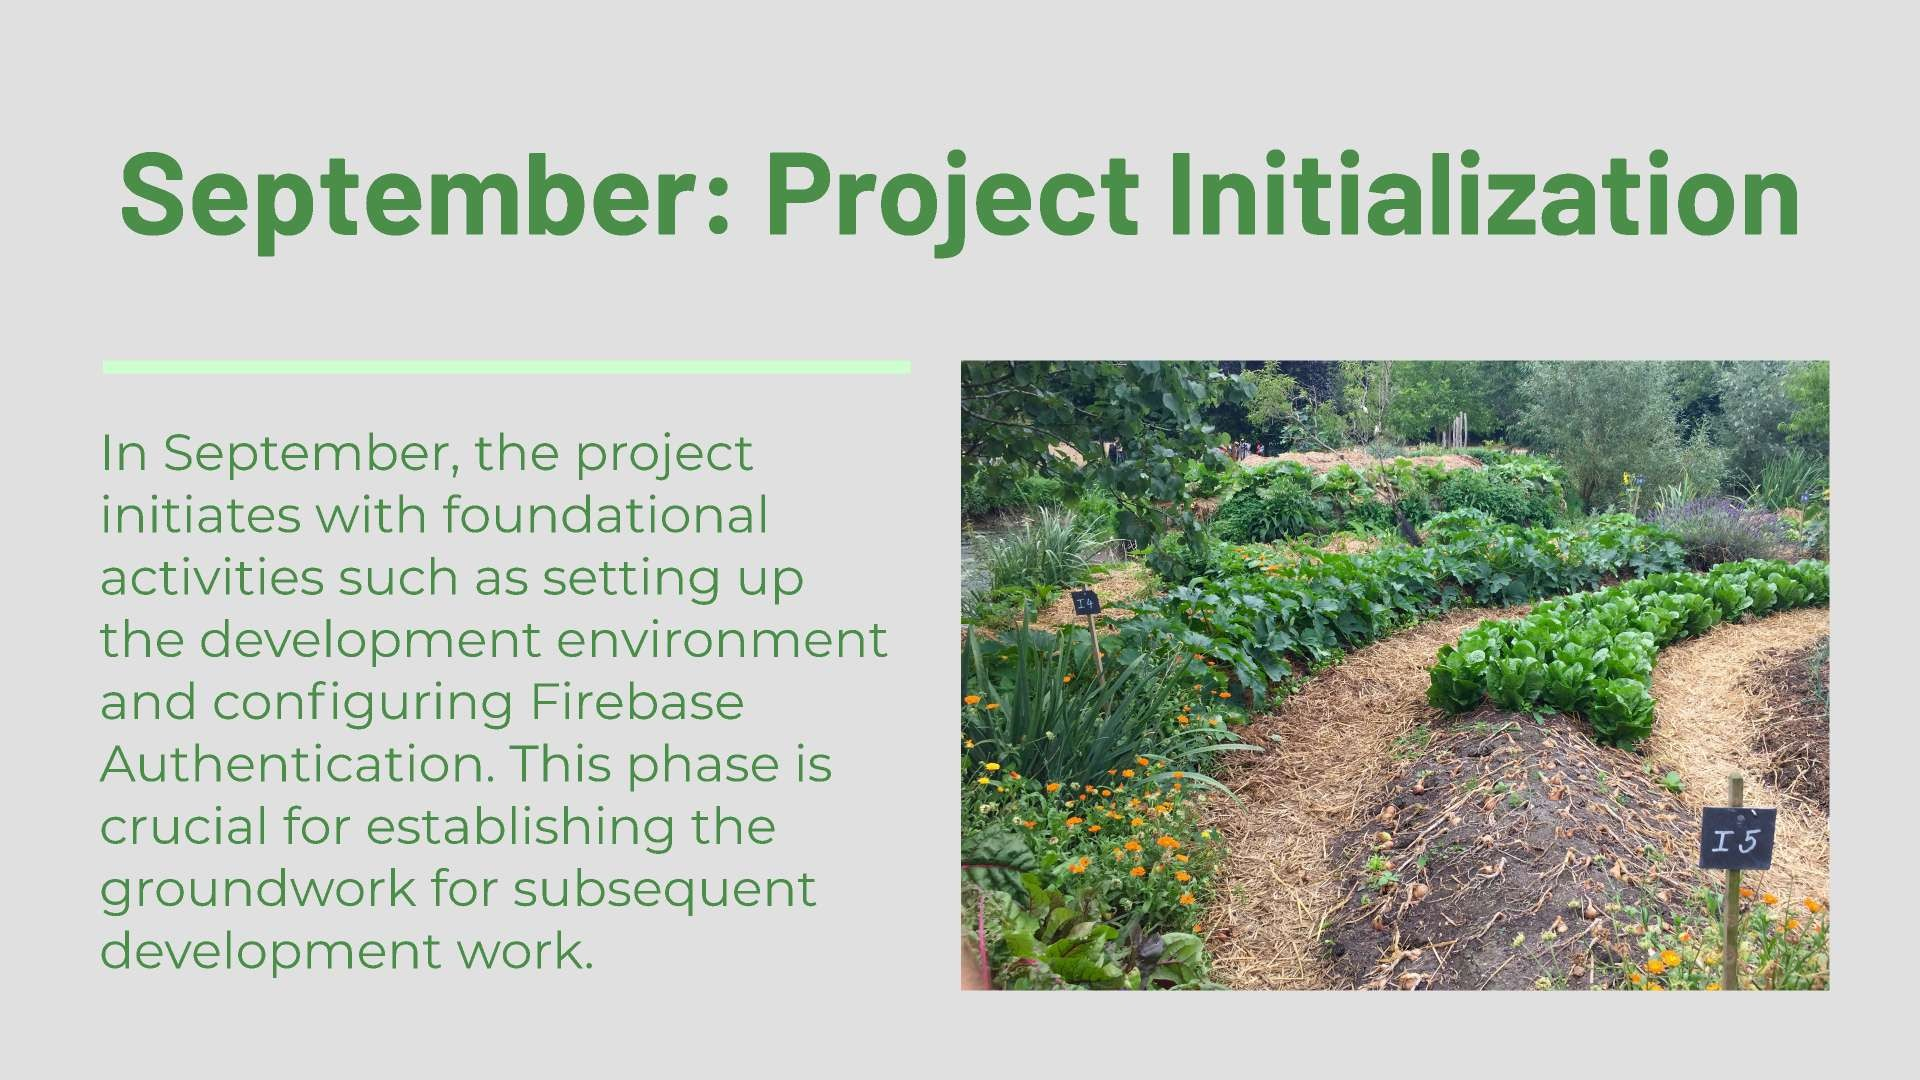 September: Project Initialization
In September, the project
initiates with foundational
activities such as setting up
the development environment
and configuring Firebase
Authentication. This phase is
crucial for establishing the
groundwork for subsequent
development work.
I4
I5